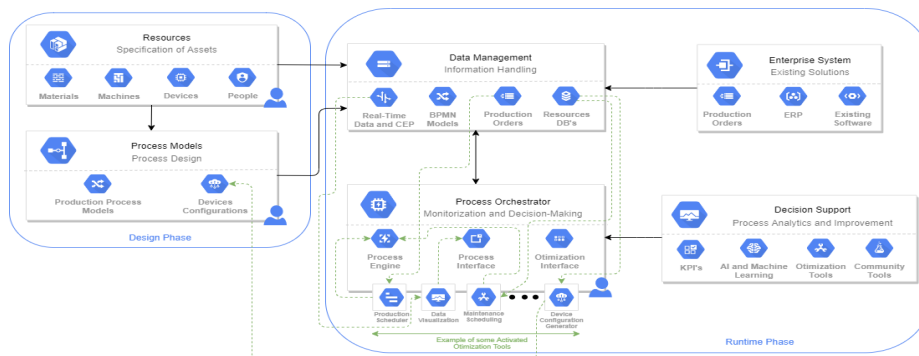 Resources
Specification of Assets
Materials
Machines
Devices
People
Process Models
Process Design
Production Process
Models
Devices
Configurations
Design Phase
Data Management
Information Handling
Real-Time
Data and CEP
BPMN
Models
Production
Orders
Resources
DB's
Enterprise System
Existing Solutions
Production
Orders
ERP
Existing
Software
Process Orchestrator
Monitorization and Decision-Making
Process
Engine
Process
Interface
Otimization
Interface
Production
Scheduler
Data
Visualization
Maintanance
Scheduling
Device
Configuration
Generator
Example of some Activated
Otimization Tools
Decision Support
Process Analytics and Improvement
KPI's
AI and Machine
Learning
Otimization
Tools
Community
Tools
Runtime Phase